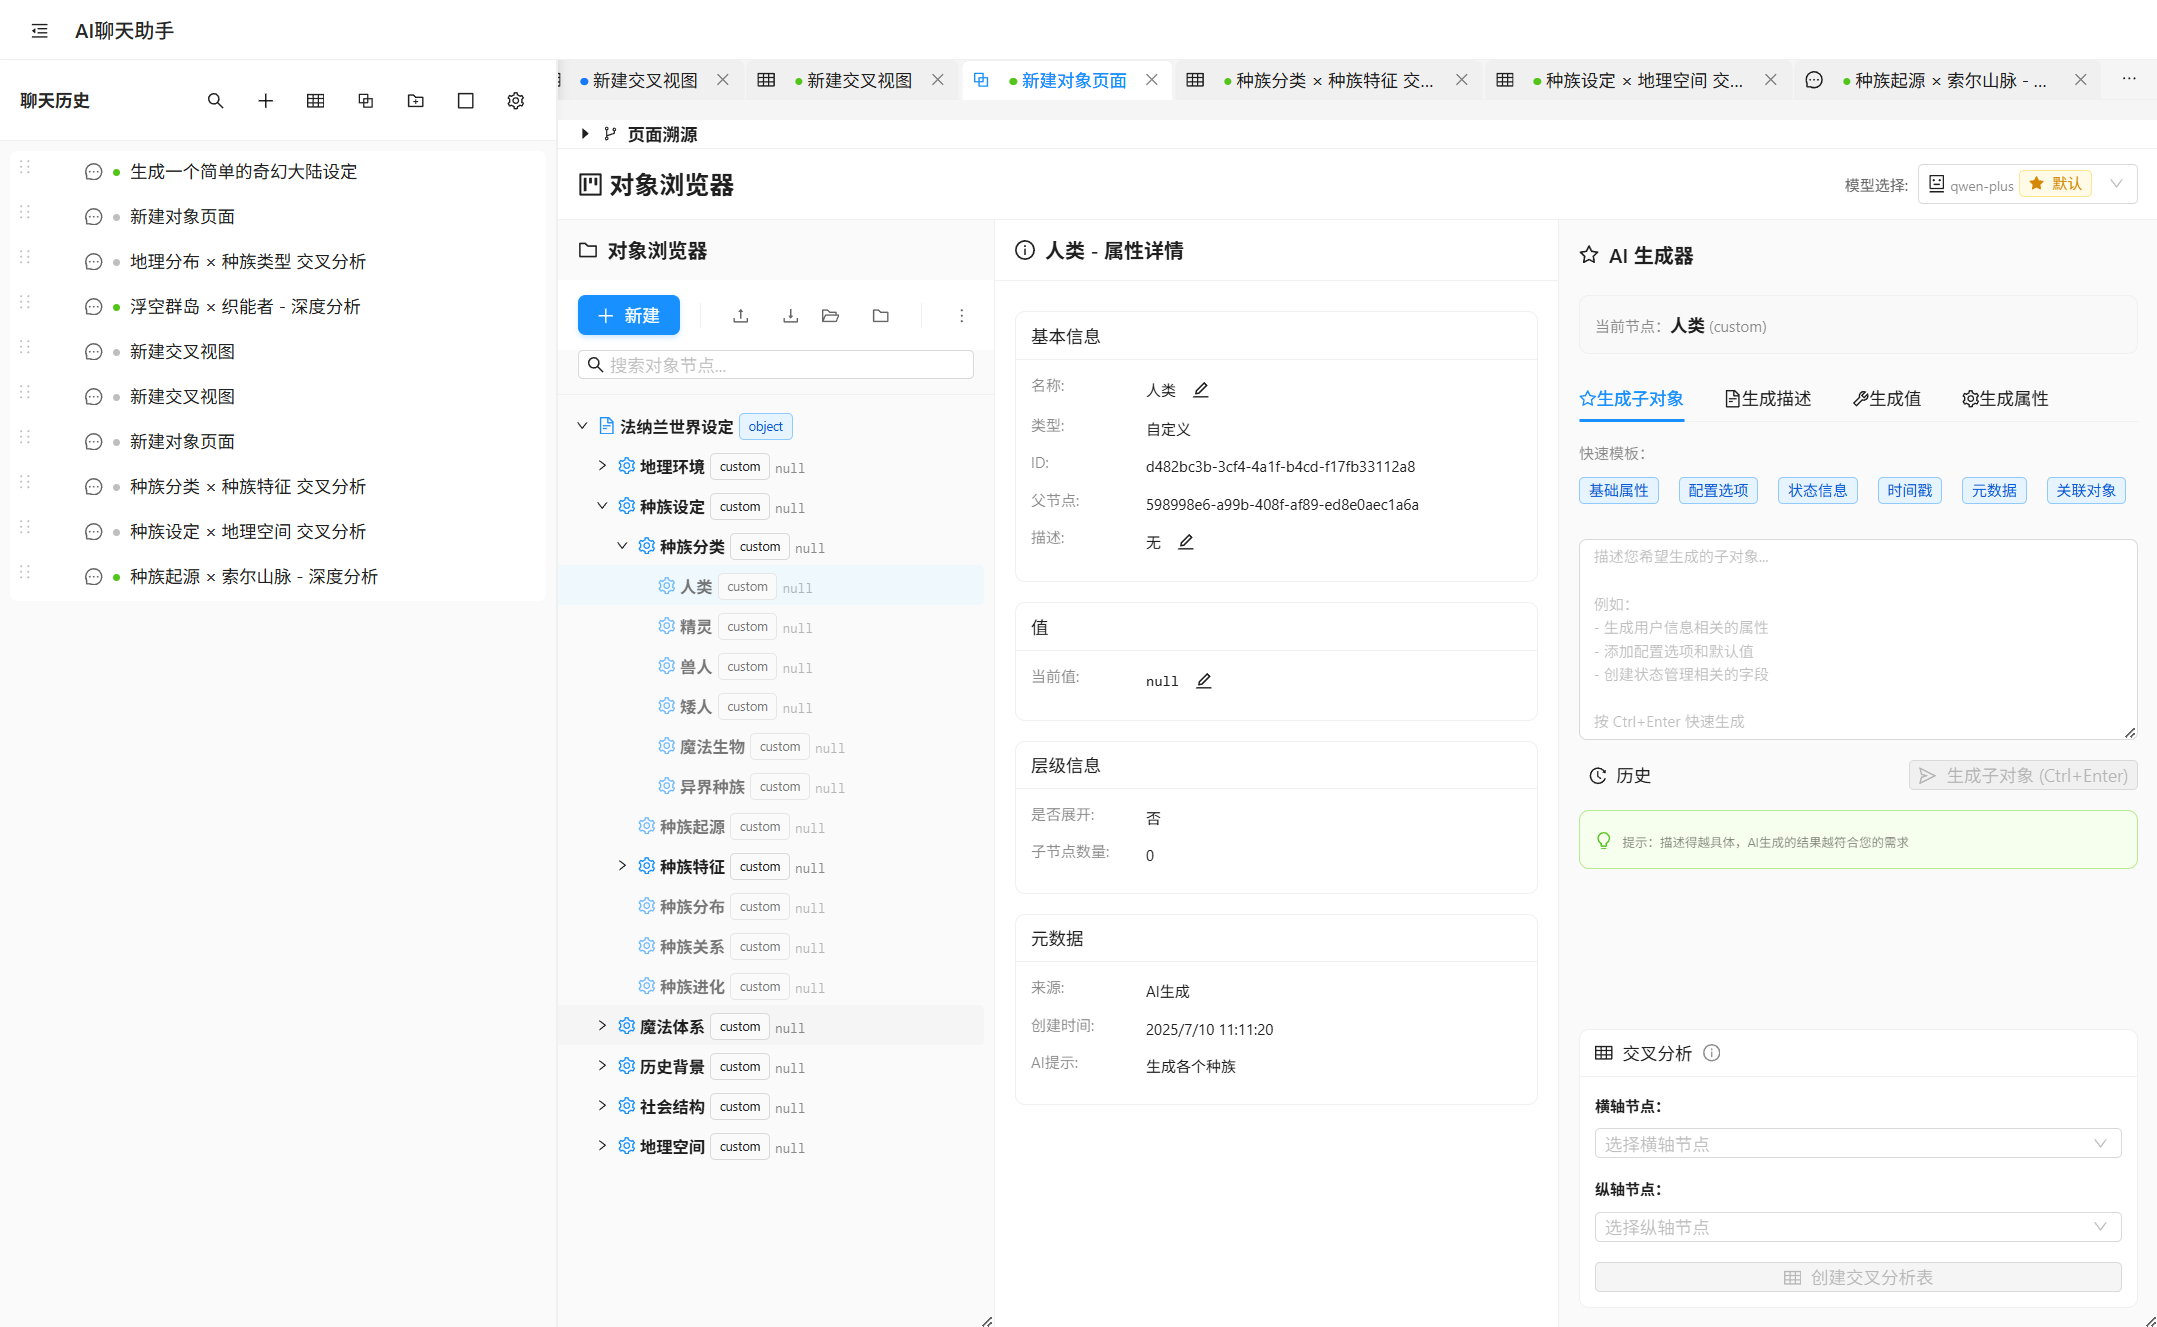 AI聊天助手
聊天历史
生成一个简单的奇幻大陆设定
新建对象页面
地理分布 × 种族类型 交叉分析
浮空群岛 × 织能者 - 深度分析
新建交叉视图
新建交叉视图
新建对象页面
种族分类 × 种族特征 交叉分析
种族设定 × 地理空间 交叉分析
种族起源 × 索尔山脉 - 深度分析
新建交叉视图
新建交叉视图
新建对象页面
种族分类 × 种族特征 交...
种族设定 × 地理空间 交...
种族起源 × 索尔山脉 - ...
页面溯源
对象浏览器
模型选择: qwen-plus 默认
对象浏览器
新建
搜索对象节点...
法纳兰世界设定 object
地理环境 custom null
种族设定 custom null
种族分类 custom null
人类 custom null
精灵 custom null
兽人 custom null
矮人 custom null
魔法生物 custom null
异界种族 custom null
种族起源 custom null
种族特征 custom null
种族分布 custom null
种族关系 custom null
种族进化 custom null
魔法体系 custom null
历史背景 custom null
社会结构 custom null
地理空间 custom null
人类 - 属性详情
基本信息
名称: 人类
类型: 自定义
ID: d482bc3b-3cf4-4a1f-b4cd-f17fb33112a8
父节点: 598998e6-a99b-408f-af89-ed8e0aec1a6a
描述: 无
值
当前值: null
层级信息
是否展开: 否
子节点数量: 0
元数据
来源: AI生成
创建时间: 2025/7/10 11:11:20
AI提示: 生成各个种族
AI 生成器
当前节点：人类 (custom)
生成子对象 生成描述 生成值 生成属性
快速模板：
基础属性 配置选项 状态信息 时间戳 元数据 关联对象
描述您希望生成的子对象...
例如：
- 生成用户信息相关的属性
- 添加配置选项和默认值
- 创建状态管理相关的字段
按 Ctrl+Enter 快速生成
历史 生成子对象 (Ctrl+Enter)
提示：描述得越具体，AI生成的结果越符合您的需求
交叉分析
横轴节点：
选择横轴节点
纵轴节点：
选择纵轴节点
创建交叉分析表